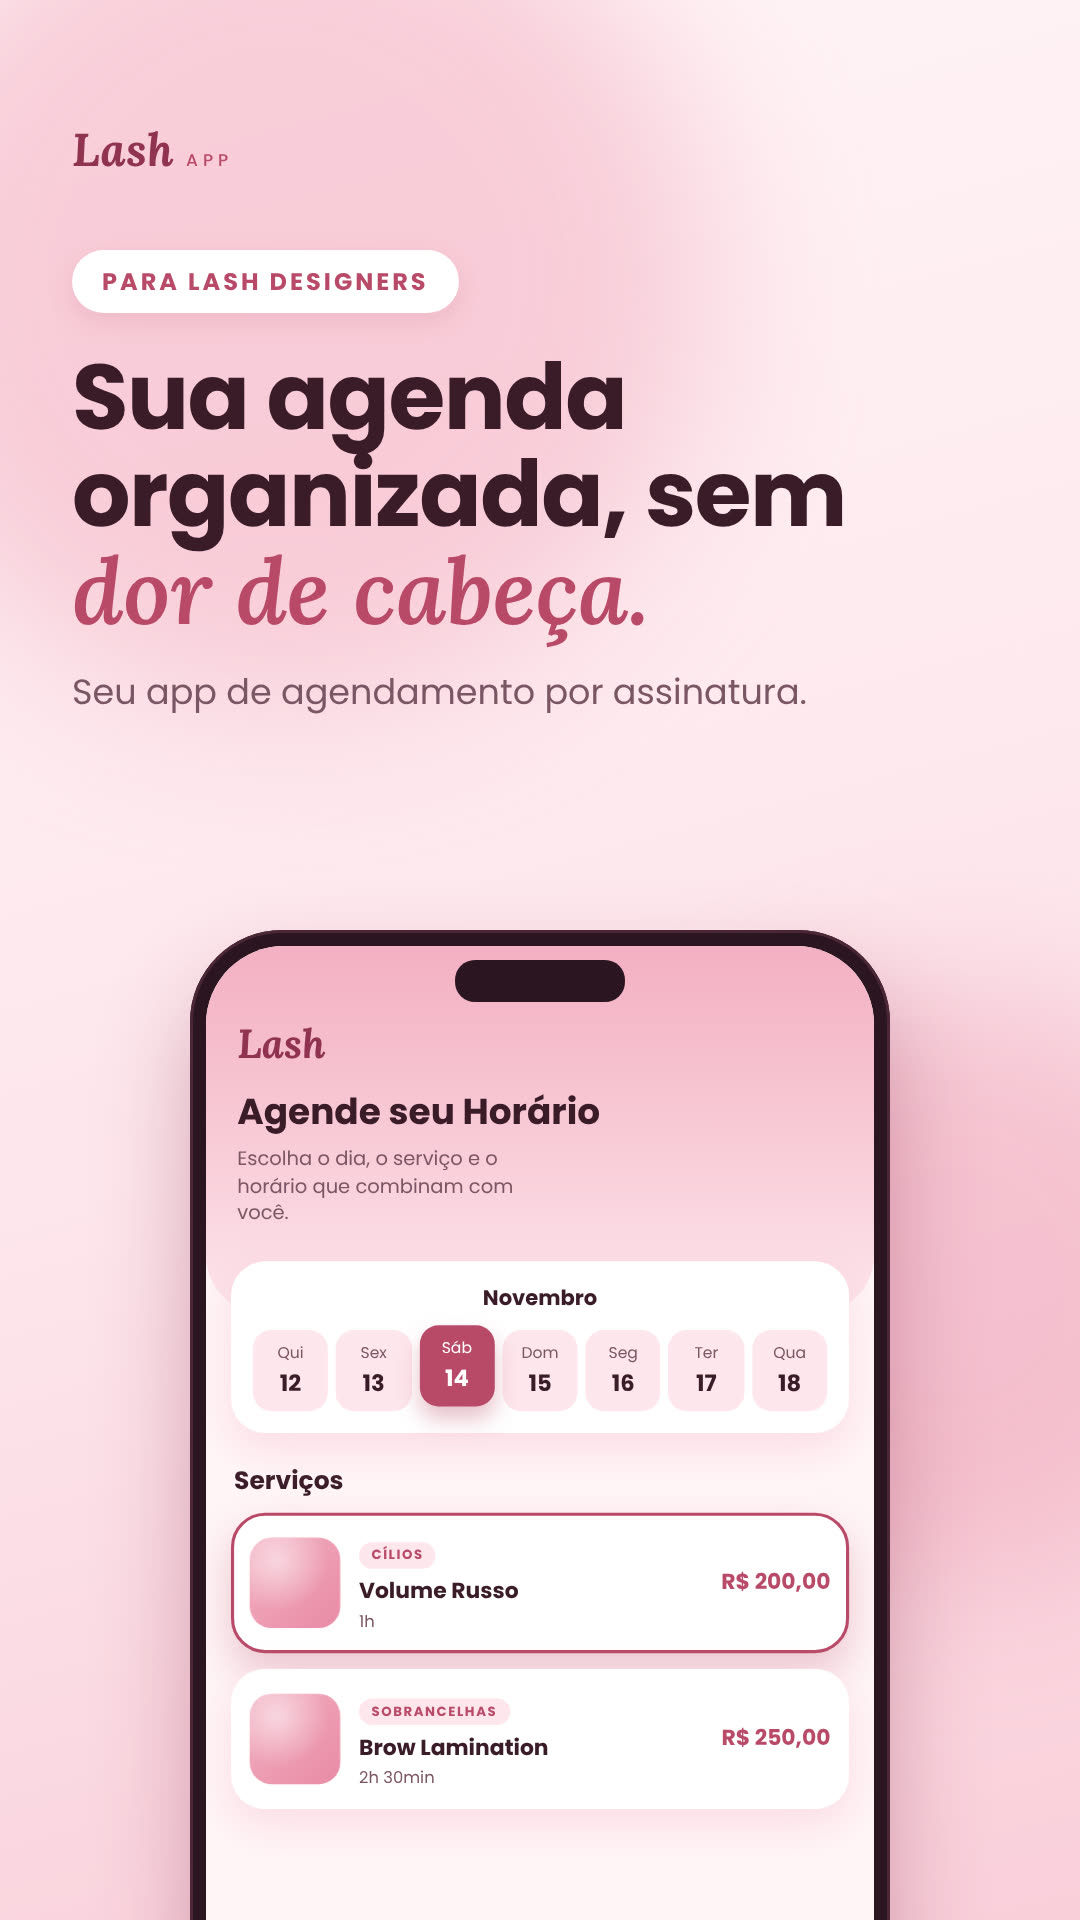 Lash APP
PARA LASH DESIGNERS
Sua agenda
organizada, sem
dor de cabeça.
Seu app de agendamento por assinatura.
Lash
Agende seu Horário
Escolha o dia, o serviço e o
horário que combinam com
você.
Novembro
Qui Sex Sáb Dom Seg Ter Qua
12 13 14 15 16 17 18
Serviços
CÍLIOS
Volume Russo
1h
R$ 200,00
SOBRANCELHAS
Brow Lamination
2h 30min
R$ 250,00